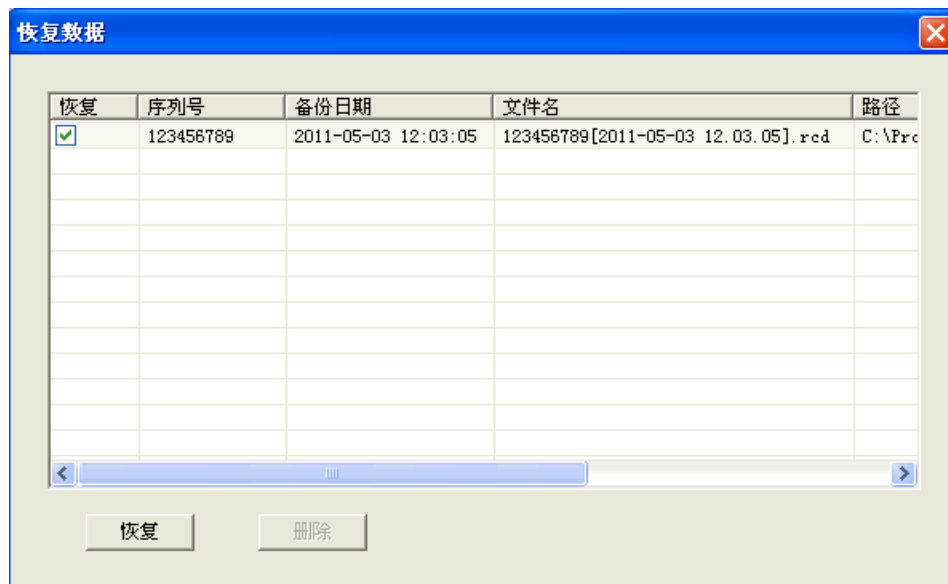 恢复数据
恢复 序列号 备份日期 文件名 路径
123456789 2011-05-03 12:03:05 123456789[2011-05-03 12.03.05].rcd C:\Pro
恢复 删除